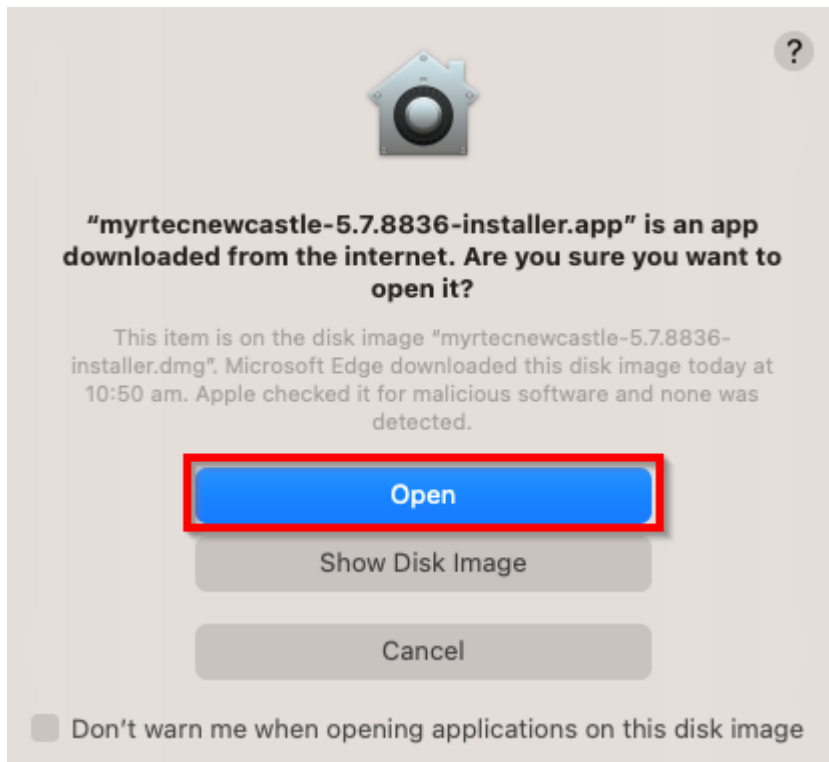 ?
“myrtecnewcastle-5.7.8836-installer.app” is an app
downloaded from the internet. Are you sure you want to
open it?
This item is on the disk image “myrtecnewcastle-5.7.8836-
installer.dmg”. Microsoft Edge downloaded this disk image today at
10:50 am. Apple checked it for malicious software and none was
detected.
Open
Show Disk Image
Cancel
Don’t warn me when opening applications on this disk image